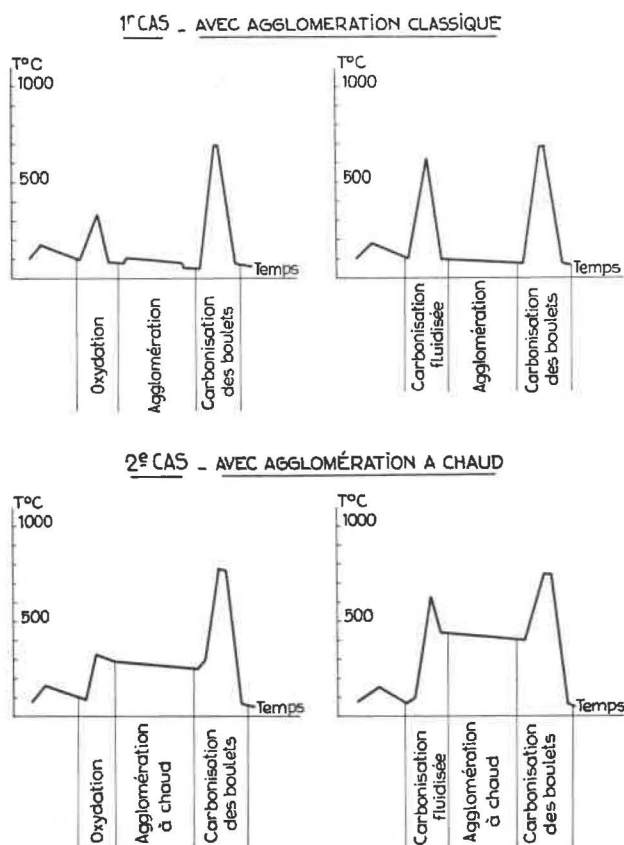 1r CAS _ AVEC AGGLOMERATION CLASSIQUE
T°C
1000
500
Temps
Oxydation
Agglomération
Carbonisation
des boulets
T°C
1000
500
Temps
Carbonisation
fluidisée
Agglomération
Carbonisation
des boulets
2e CAS _ AVEC AGGLOMÉRATION A CHAUD
T°C
1000
500
Temps
Oxydation
Agglomération
à chaud
Carbonisation
des boulets
T°C
1000
500
Temps
Carbonisation
fluidisée
Agglomération
à chaud
Carbonisation
des boulets